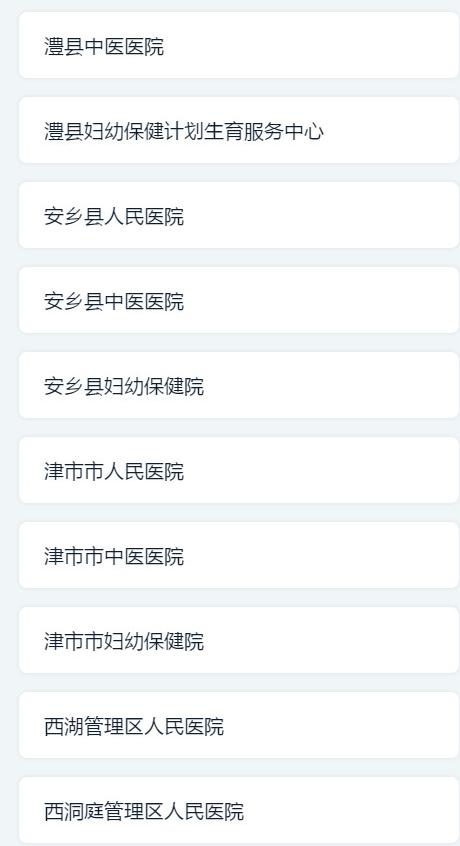 澧县中医医院
澧县妇幼保健计划生育服务中心
安乡县人民医院
安乡县中医医院
安乡县妇幼保健院
津市市人民医院
津市市中医医院
津市市妇幼保健院
西湖管理区人民医院
西洞庭管理区人民医院